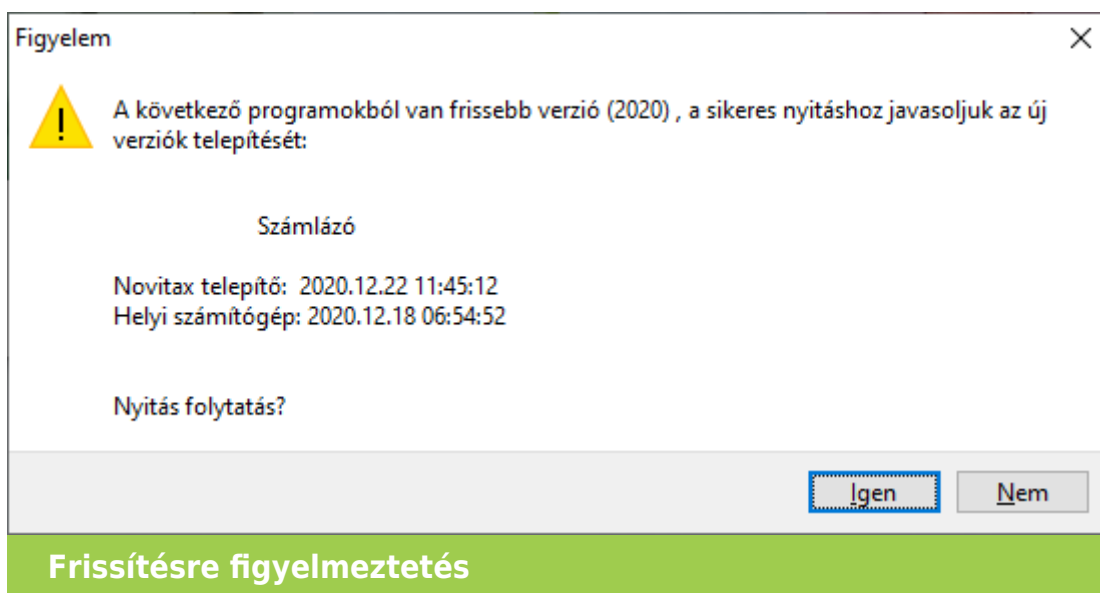 Figyelem
A következő programokból van frissebb verzió (2020) , a sikeres nyitáshoz javasoljuk az új
verziók telepítését:
Számlázó
Novitax telepítő: 2020.12.22 11:45:12
Helyi számítógép: 2020.12.18 06:54:52
Nyitás folytatás?
Igen Nem
Frissítésre figyelmeztetés